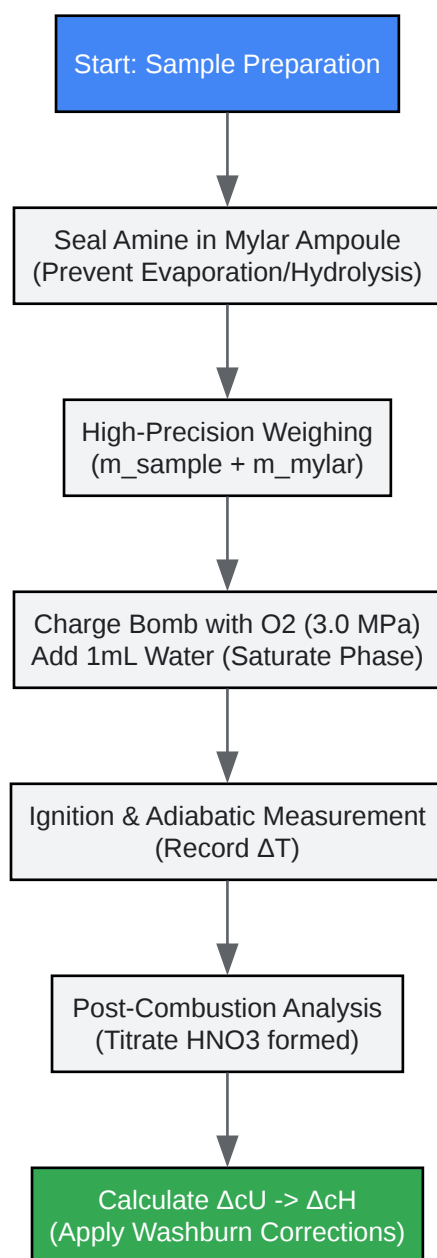 Start: Sample Preparation
Seal Amine in Mylar Ampoule
(Prevent Evaporation/Hydrolysis)
High-Precision Weighing
(m_sample + m_mylar)
Charge Bomb with O2 (3.0 MPa)
Add 1mL Water (Saturate Phase)
Ignition & Adiabatic Measurement
(Record ΔT)
Post-Combustion Analysis
(Titrate HNO3 formed)
Calculate ΔcU -> ΔcH
(Apply Washburn Corrections)